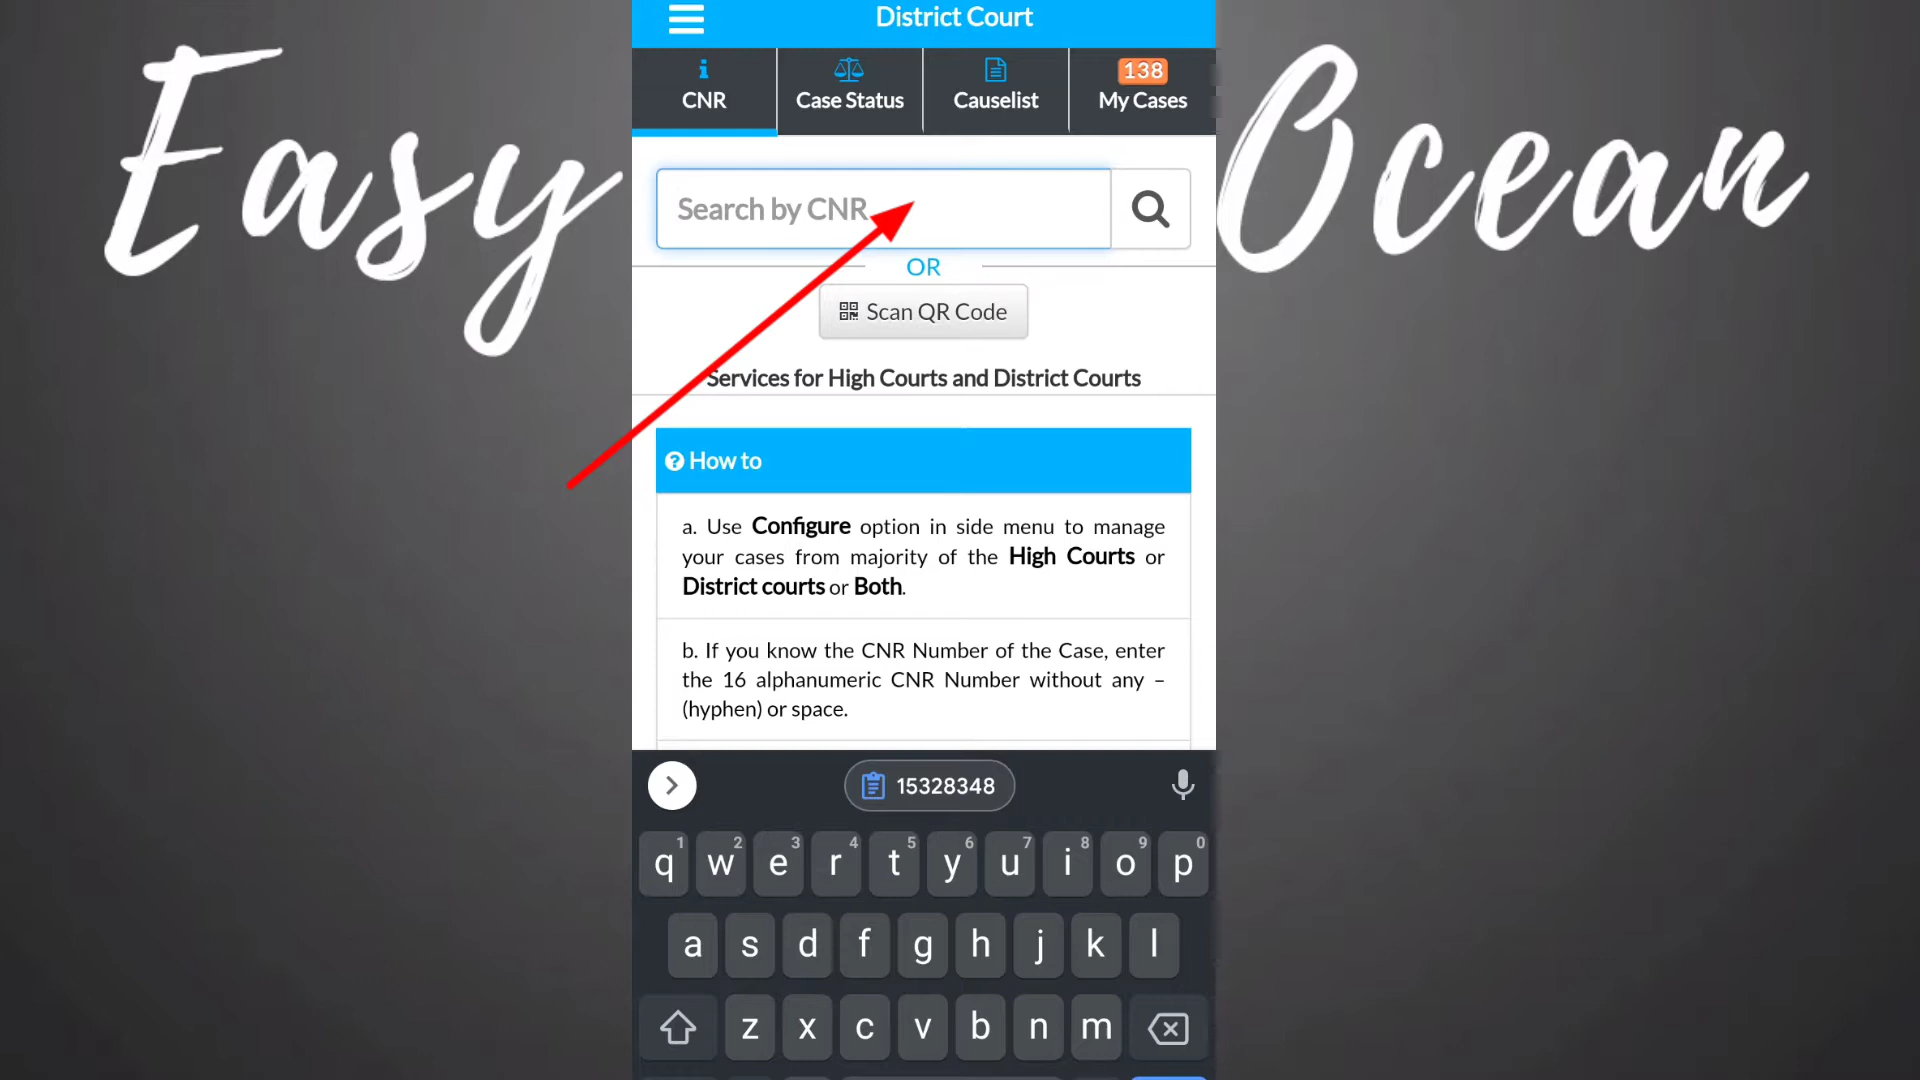 Easy Ocean
District Court
CNR
Case Status
Causelist
138
My Cases
Search by CNR
OR
Scan QR Code
Services for High Courts and District Courts
How to
a. Use Configure option in side menu to manage
your cases from majority of the High Courts or
District courts or Both.
b. If you know the CNR Number of the Case, enter
the 16 alphanumeric CNR Number without any –
(hyphen) or space.
15328348
1 2 3 4 5 6 7 8 9 0
q w e r t y u i o p
a s d f g h j k l
z x c v b n m